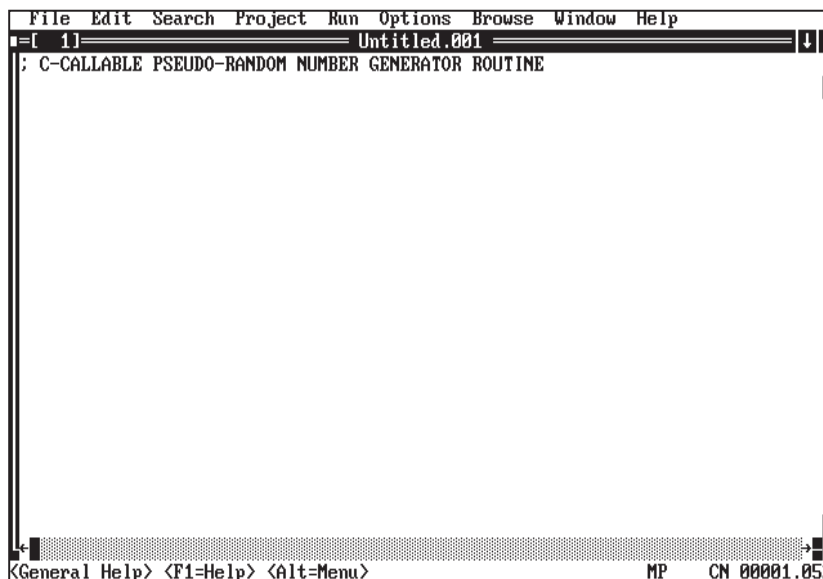 File Edit Search Project Run Options Browse Window Help
[ 1] Untitled.001
; C-CALLABLE PSEUDO-RANDOM NUMBER GENERATOR ROUTINE
<General Help> <F1=Help> <Alt=Menu> MP CN 00001.05